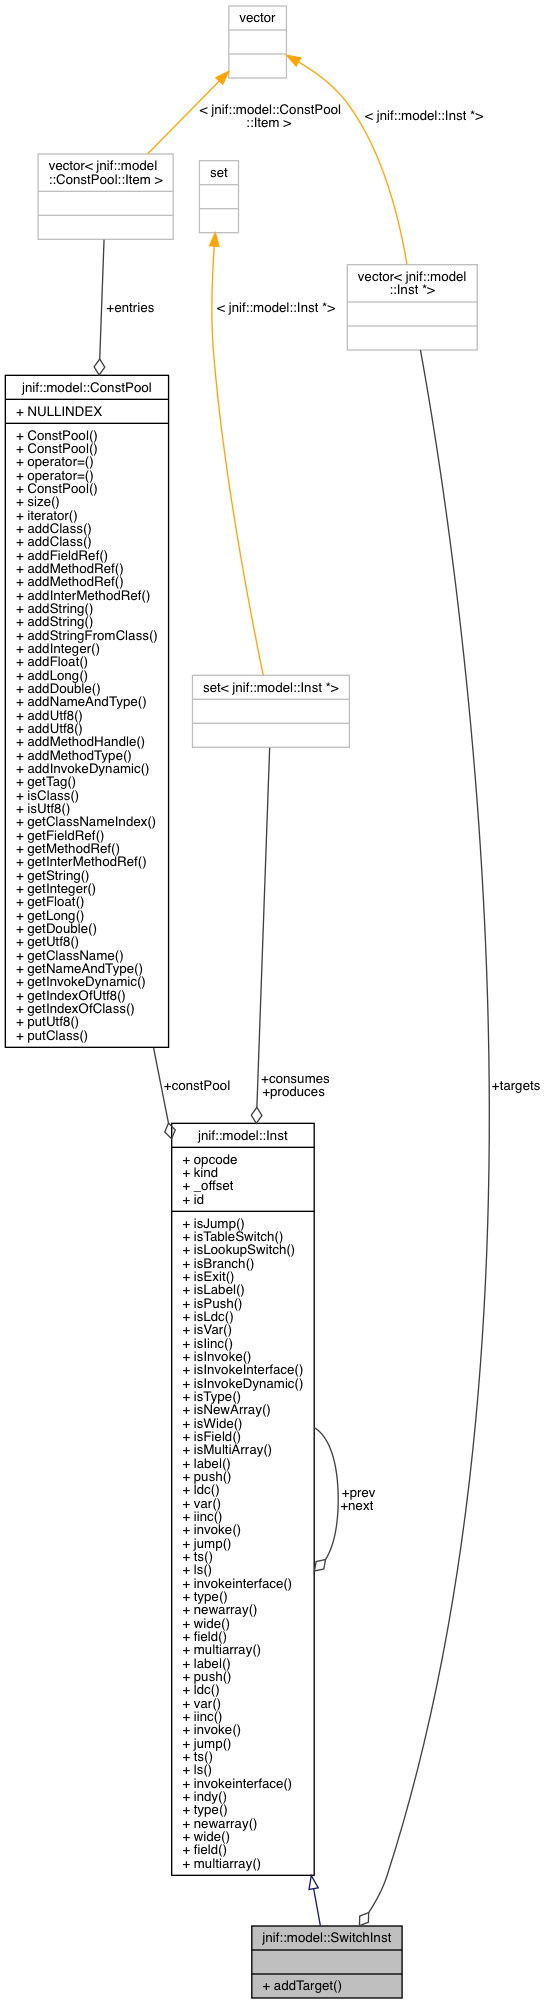 vector
< jnif::model::ConstPool
::Item >
< jnif::model::Inst *>
vector< jnif::model
::ConstPool::Item >
set
vector< jnif::model
::Inst *>
+entries
< jnif::model::Inst *>
jnif::model::ConstPool
+ NULLINDEX
+ ConstPool()
+ ConstPool()
+ operator=()
+ operator=()
+ ConstPool()
+ size()
+ iterator()
+ addClass()
+ addClass()
+ addFieldRef()
+ addMethodRef()
+ addMethodRef()
+ addInterMethodRef()
+ addString()
+ addString()
+ addStringFromClass()
+ addInteger()
+ addFloat()
+ addLong()
+ addDouble()
+ addNameAndType()
+ addUtf8()
+ addUtf8()
+ addMethodHandle()
+ addMethodType()
+ addInvokeDynamic()
+ getTag()
+ isClass()
+ isUtf8()
+ getClassNameIndex()
+ getFieldRef()
+ getMethodRef()
+ getInterMethodRef()
+ getString()
+ getInteger()
+ getFloat()
+ getLong()
+ getDouble()
+ getUtf8()
+ getClassName()
+ getNameAndType()
+ getInvokeDynamic()
+ getIndexOfUtf8()
+ getIndexOfClass()
+ putUtf8()
+ putClass()
set< jnif::model::Inst *>
+constPool
+consumes
+produces
+targets
jnif::model::Inst
+ opcode
+ kind
+ _offset
+ id
+ isJump()
+ isTableSwitch()
+ isLookupSwitch()
+ isBranch()
+ isExit()
+ isLabel()
+ isPush()
+ isLdc()
+ isVar()
+ isIinc()
+ isInvoke()
+ isInvokeInterface()
+ isInvokeDynamic()
+ isType()
+ isNewArray()
+ isWide()
+ isField()
+ isMultiArray()
+ label()
+ push()
+ ldc()
+ var()
+ iinc()
+ invoke()
+ jump()
+ ts()
+ ls()
+ invokeinterface()
+ type()
+ newarray()
+ wide()
+ field()
+ multiarray()
+ label()
+ push()
+ ldc()
+ var()
+ iinc()
+ invoke()
+ jump()
+ ts()
+ ls()
+ invokeinterface()
+ indy()
+ type()
+ newarray()
+ wide()
+ field()
+ multiarray()
+prev
+next
jnif::model::SwitchInst
+ addTarget()